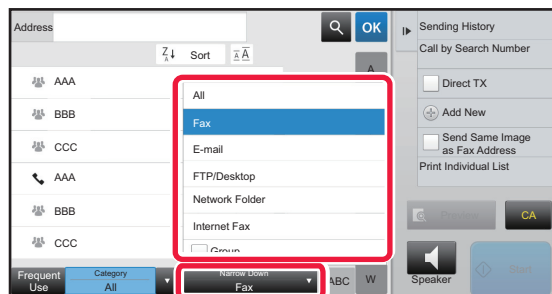 Address
OK
Z A Sort A A
A
AAA
BBB
CCC
AAA
BBB
CCC
All
Fax
E-mail
FTP/Desktop
Network Folder
Internet Fax
Group
Frequent
Use
Category
All
Narrow Down
Fax
ABC
W
Sending History
Call by Search Number
Direct TX
Add New
Send Same Image
as Fax Address
Print Individual List
Preview
CA
Speaker
Start